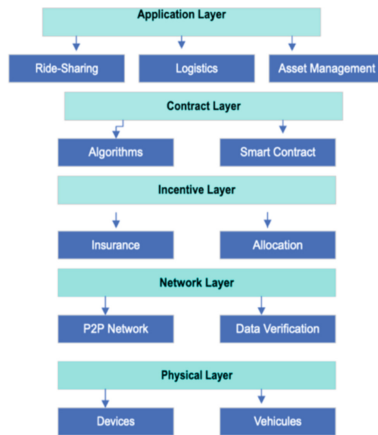 Application Layer
Ride-Sharing Logistics Asset Management
Contract Layer
Algorithms Smart Contract
Incentive Layer
Insurance Allocation
Network Layer
P2P Network Data Verification
Physical Layer
Devices Vehicules